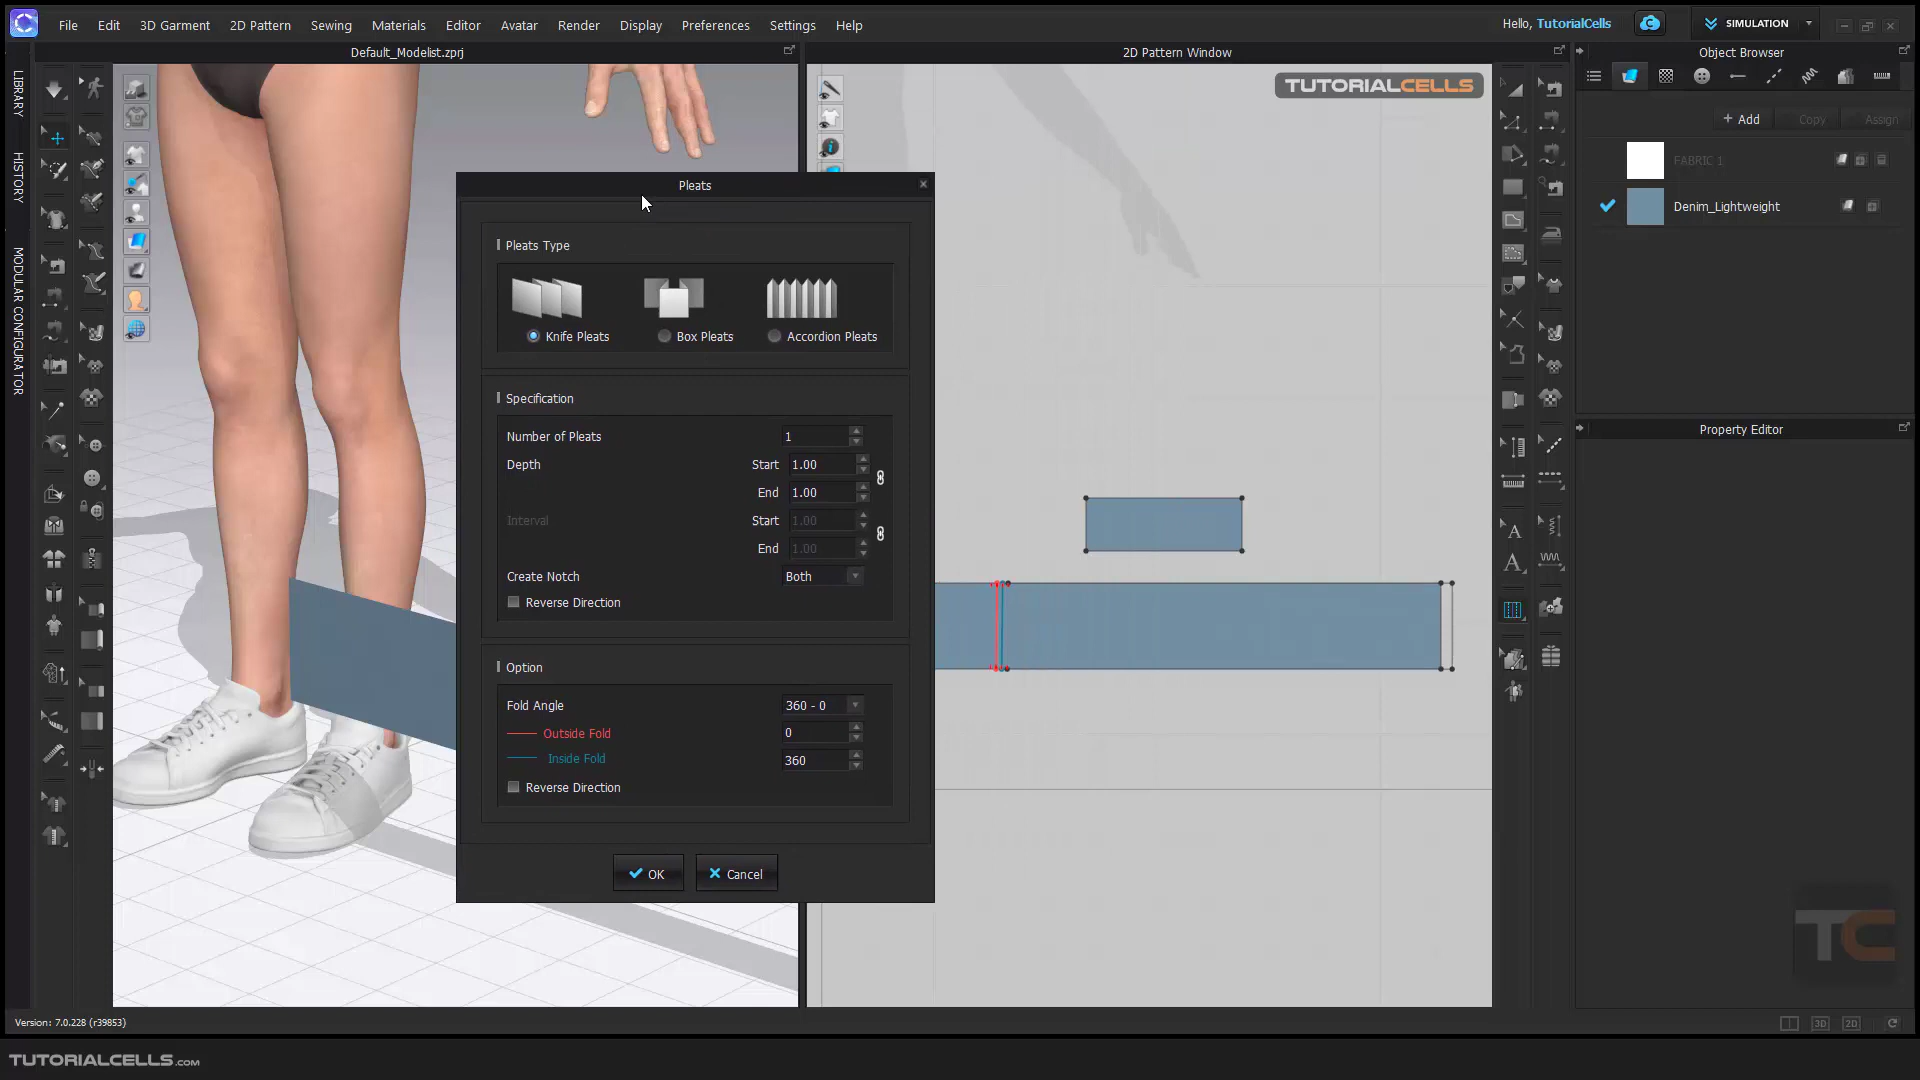 File Edit 3D Garment 2D Pattern Sewing Materials Editor Avatar Render Display Preferences Settings Help
Hello, TutorialCells
SIMULATION
Default_Modelist.zprj
2D Pattern Window
Object Browser
TUTORIALCELLS
LIBRARY
HISTORY
MODULAR CONFIGURATOR
+ Add
Copy
Assign
FABRIC 1
Denim_Lightweight
Property Editor
Pleats
Pleats Type
Knife Pleats
Box Pleats
Accordion Pleats
Specification
Number of Pleats 1
Depth Start 1.00
End 1.00
Interval Start 1.00
End 1.00
Create Notch Both
Reverse Direction
Option
Fold Angle 360 - 0
Outside Fold 0
Inside Fold 360
Reverse Direction
OK
Cancel
A
A
TC
Version: 7.0.228 (r39853)
3D
2D
TUTORIALCELLS.com